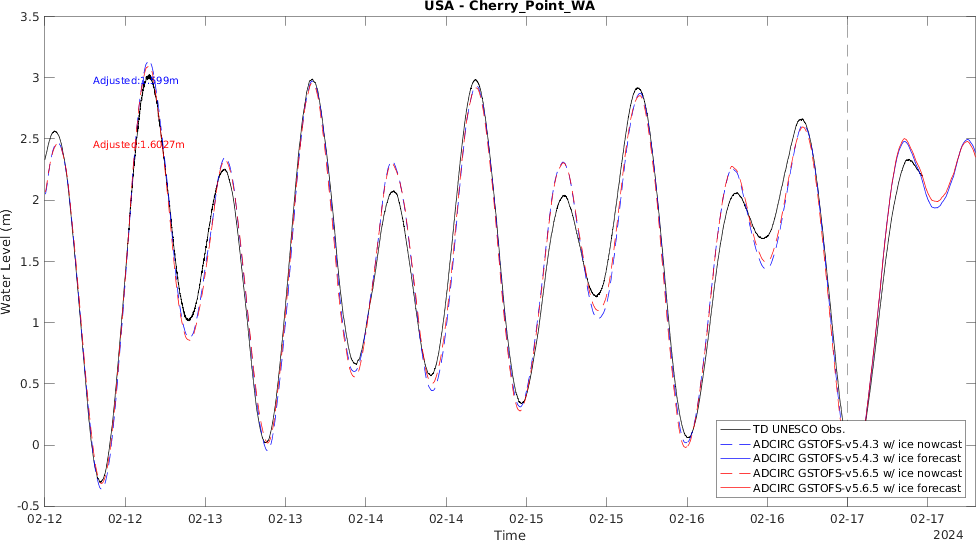 USA - Cherry_Point_WA
3.5
3
2.5
2
1.5
1
0.5
0
-0.5
Water Level (m)
Adjusted:1.599m
Adjusted:1.6027m
TD UNESCO Obs.
ADCIRC GSTOFS-v5.4.3 w/ ice nowcast
ADCIRC GSTOFS-v5.4.3 w/ ice forecast
ADCIRC GSTOFS-v5.6.5 w/ ice nowcast
ADCIRC GSTOFS-v5.6.5 w/ ice forecast
02-12 02-12 02-13 02-13 02-14 02-14 02-15 02-15 02-16 02-16 02-17 02-17
2024
Time